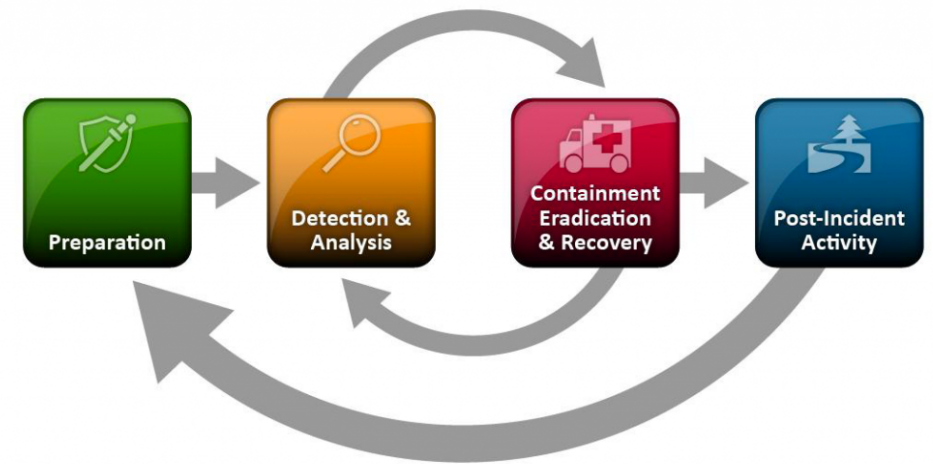 Preparation
Detection &
Analysis
Containment
Eradication
& Recovery
Post-Incident
Activity